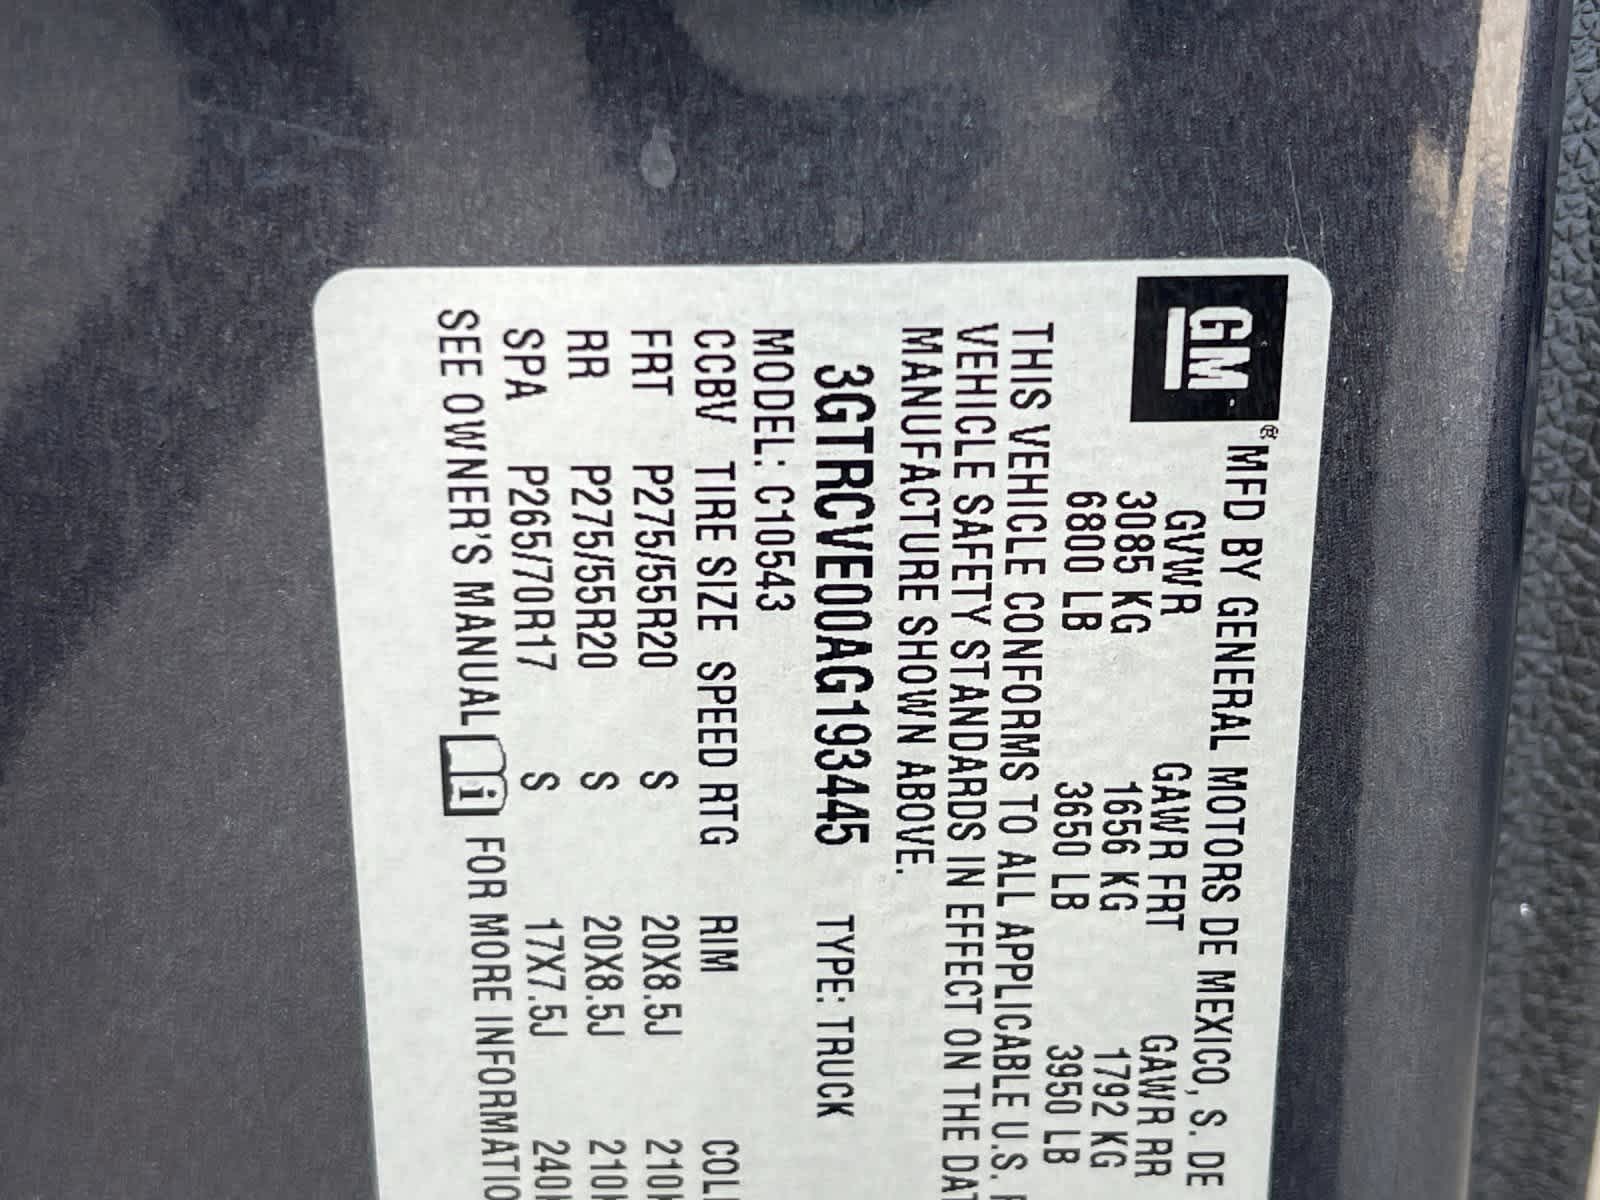 GM ® MFD BY GENERAL MOTORS DE MEXICO, S. DE
GVWR GAWR FRT GAWR RR
3085 KG 1656 KG 1792 KG
6800 LB 3650 LB 3950 LB
THIS VEHICLE CONFORMS TO ALL APPLICABLE U.S.
VEHICLE SAFETY STANDARDS IN EFFECT ON THE
MANUFACTURE SHOWN ABOVE.
3GTRCVE00AG193445 TYPE: TRUCK
MODEL: C10543
CCBV TIRE SIZE SPEED RTG RIM
FRT P275/55R20 S 20X8.5J
RR P275/55R20 S 20X8.5J
SPA P265/70R17 S 17X7.5J
SEE OWNER'S MANUAL i FOR MORE